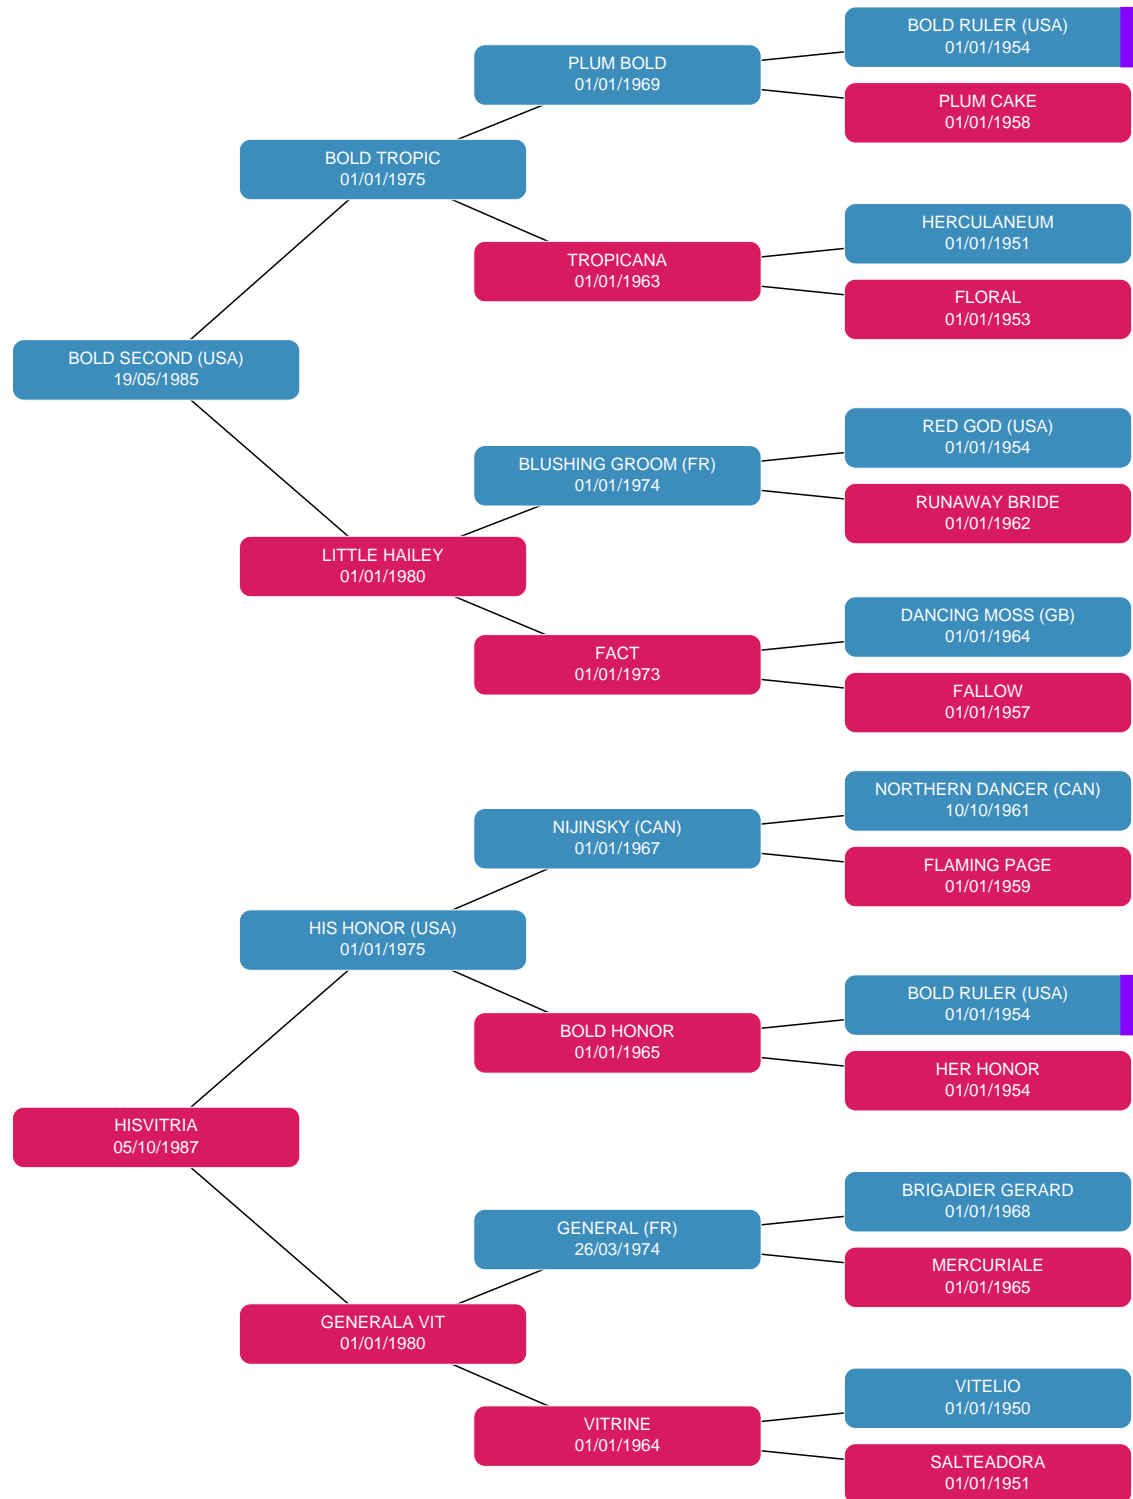 BOLD RULER (USA)
01/01/1954
PLUM BOLD
01/01/1969
PLUM CAKE
01/01/1958
BOLD TROPIC
01/01/1975
HERCULANEUM
01/01/1951
TROPICANA
01/01/1963
FLORAL
01/01/1953
BOLD SECOND (USA)
19/05/1985
RED GOD (USA)
01/01/1954
BLUSHING GROOM (FR)
01/01/1974
RUNAWAY BRIDE
01/01/1962
LITTLE HAILEY
01/01/1980
DANCING MOSS (GB)
01/01/1964
FACT
01/01/1973
FALLOW
01/01/1957
NORTHERN DANCER (CAN)
10/10/1961
NIJINSKY (CAN)
01/01/1967
FLAMING PAGE
01/01/1959
HIS HONOR (USA)
01/01/1975
BOLD RULER (USA)
01/01/1954
BOLD HONOR
01/01/1965
HER HONOR
01/01/1954
HISVITRIA
05/10/1987
BRIGADIER GERARD
01/01/1968
GENERAL (FR)
26/03/1974
MERCURIALE
01/01/1965
GENERALA VIT
01/01/1980
VITELIO
01/01/1950
VITRINE
01/01/1964
SALTEADORA
01/01/1951